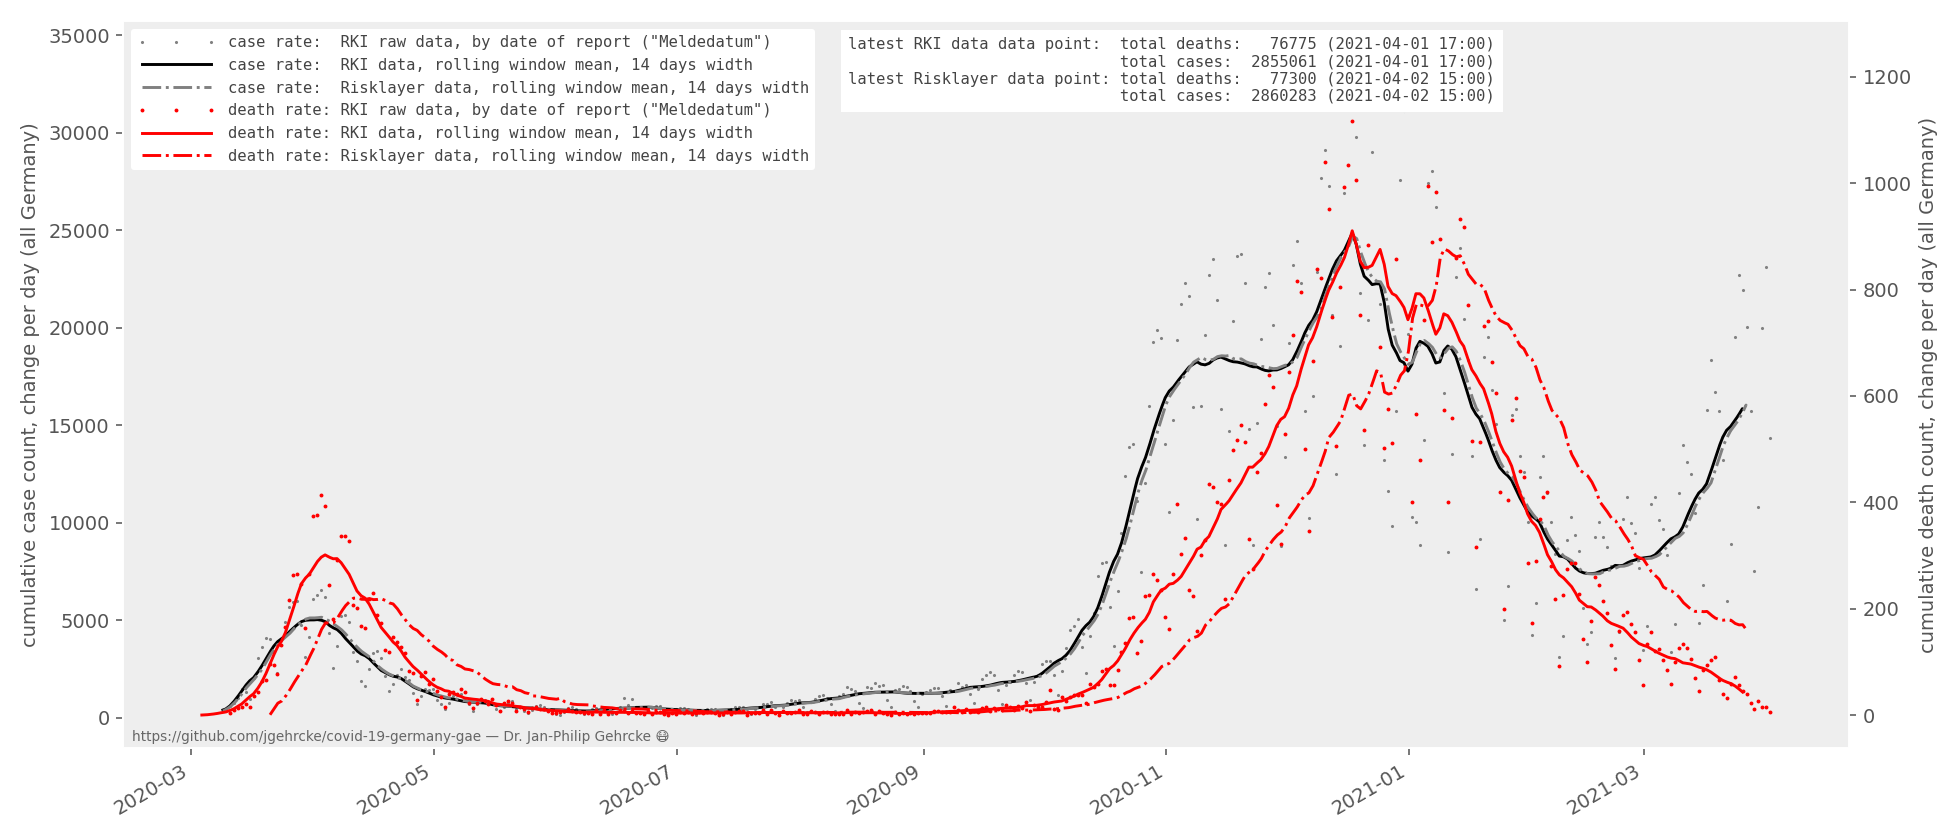 case rate:  RKI raw data, by date of report ("Meldedatum")
case rate:  RKI data, rolling window mean, 14 days width
case rate:  Risklayer data, rolling window mean, 14 days width
death rate: RKI raw data, by date of report ("Meldedatum")
death rate: RKI data, rolling window mean, 14 days width
death rate: Risklayer data, rolling window mean, 14 days width
latest RKI data data point:  total deaths:   76775 (2021-04-01 17:00)
total cases:  2855061 (2021-04-01 17:00)
latest Risklayer data point: total deaths:   77300 (2021-04-02 15:00)
total cases:  2860283 (2021-04-02 15:00)
cumulative case count, change per day (all Germany)
35000
30000
25000
20000
15000
10000
5000
0
1200
1000
800
600
400
200
0
cumulative death count, change per day (all Germany)
https://github.com/jgehrcke/covid-19-germany-gae — Dr. Jan-Philip Gehrcke 😷
2020-03
2020-05
2020-07
2020-09
2020-11
2021-01
2021-03